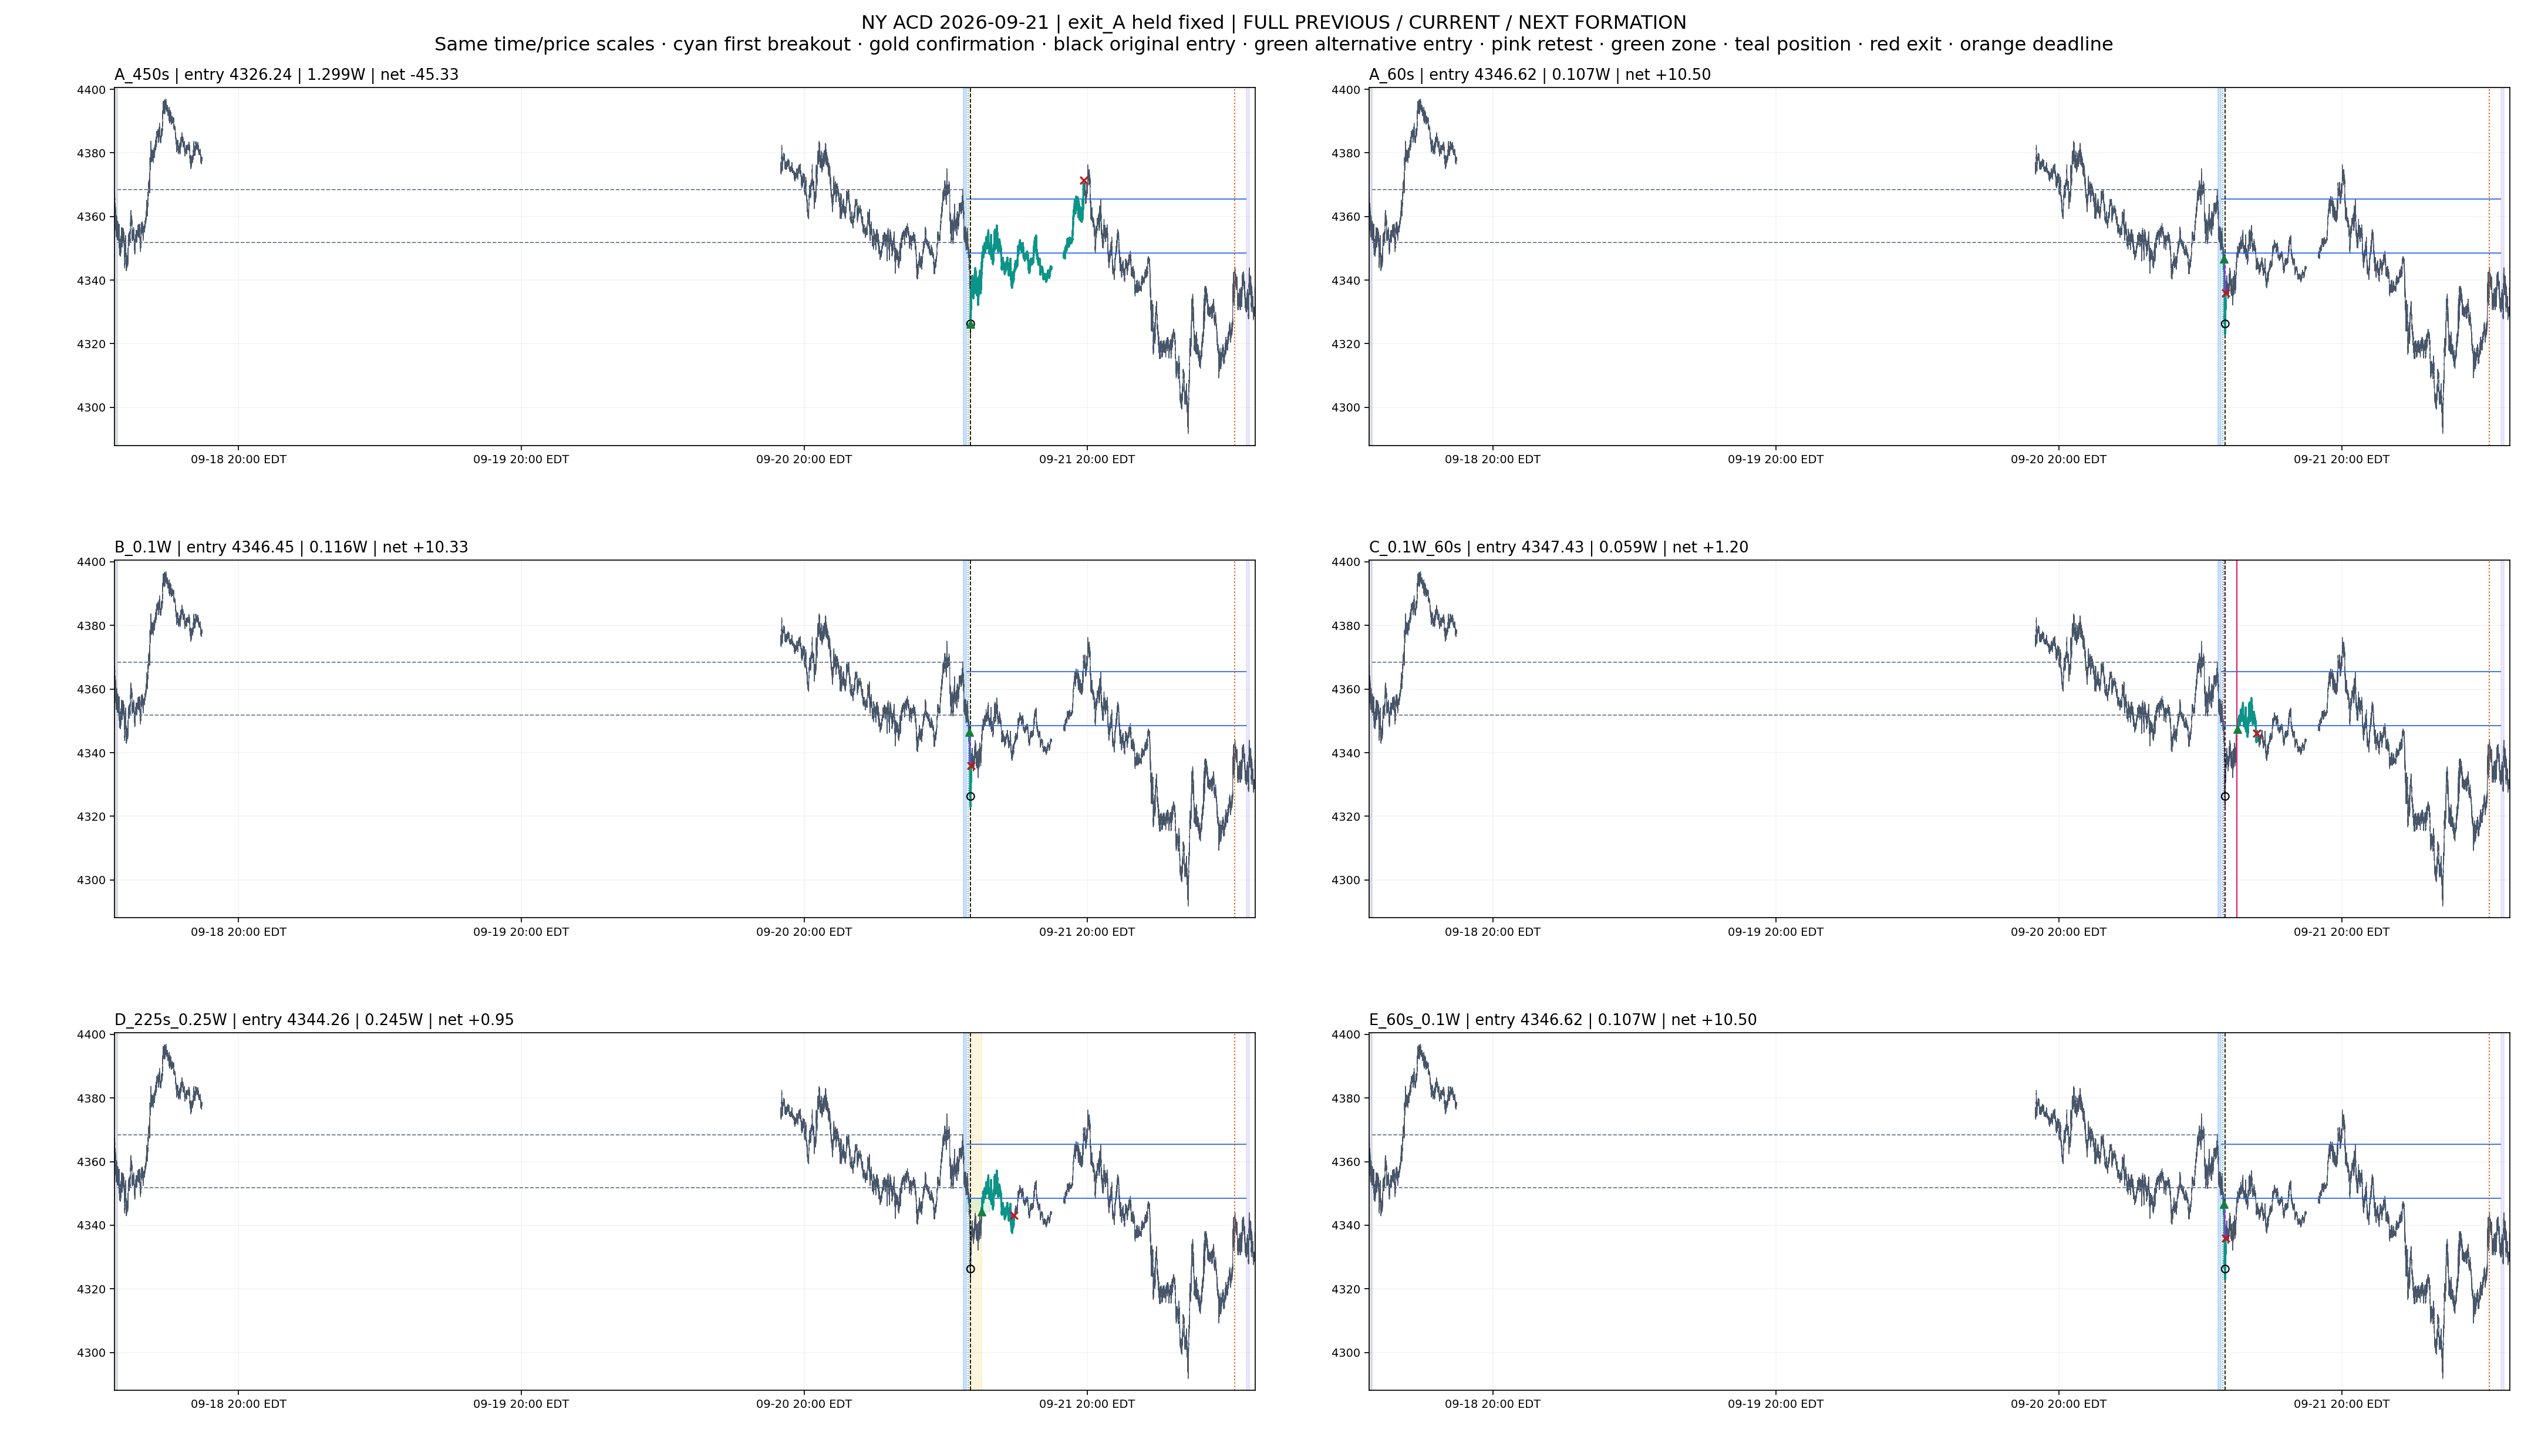 NY ACD 2026-09-21 | exit_A held fixed | FULL PREVIOUS / CURRENT / NEXT FORMATION
Same time/price scales · cyan first breakout · gold confirmation · black original entry · green alternative entry · pink retest · green zone · teal position · red exit · orange deadline
A_450s | entry 4326.24 | 1.299W | net -45.33
4400
4380
4360
4340
4320
4300
09-18 20:00 EDT
09-19 20:00 EDT
09-20 20:00 EDT
09-21 20:00 EDT
A_60s | entry 4346.62 | 0.107W | net +10.50
4400
4380
4360
4340
4320
4300
09-18 20:00 EDT
09-19 20:00 EDT
09-20 20:00 EDT
09-21 20:00 EDT
B_0.1W | entry 4346.45 | 0.116W | net +10.33
4400
4380
4360
4340
4320
4300
09-18 20:00 EDT
09-19 20:00 EDT
09-20 20:00 EDT
09-21 20:00 EDT
C_0.1W_60s | entry 4347.43 | 0.059W | net +1.20
4400
4380
4360
4340
4320
4300
09-18 20:00 EDT
09-19 20:00 EDT
09-20 20:00 EDT
09-21 20:00 EDT
D_225s_0.25W | entry 4344.26 | 0.245W | net +0.95
4400
4380
4360
4340
4320
4300
09-18 20:00 EDT
09-19 20:00 EDT
09-20 20:00 EDT
09-21 20:00 EDT
E_60s_0.1W | entry 4346.62 | 0.107W | net +10.50
4400
4380
4360
4340
4320
4300
09-18 20:00 EDT
09-19 20:00 EDT
09-20 20:00 EDT
09-21 20:00 EDT